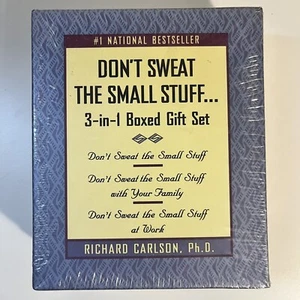 #1 NATIONAL BESTSELLER
DON'T SWEAT
THE SMALL STUFF...
3-in-1 Boxed Gift Set
Don't Sweat the Small Stuff
Don't Sweat the Small Stuff
with Your Family
Don't Sweat the Small Stuff
at Work
RICHARD CARLSON, Ph.D.